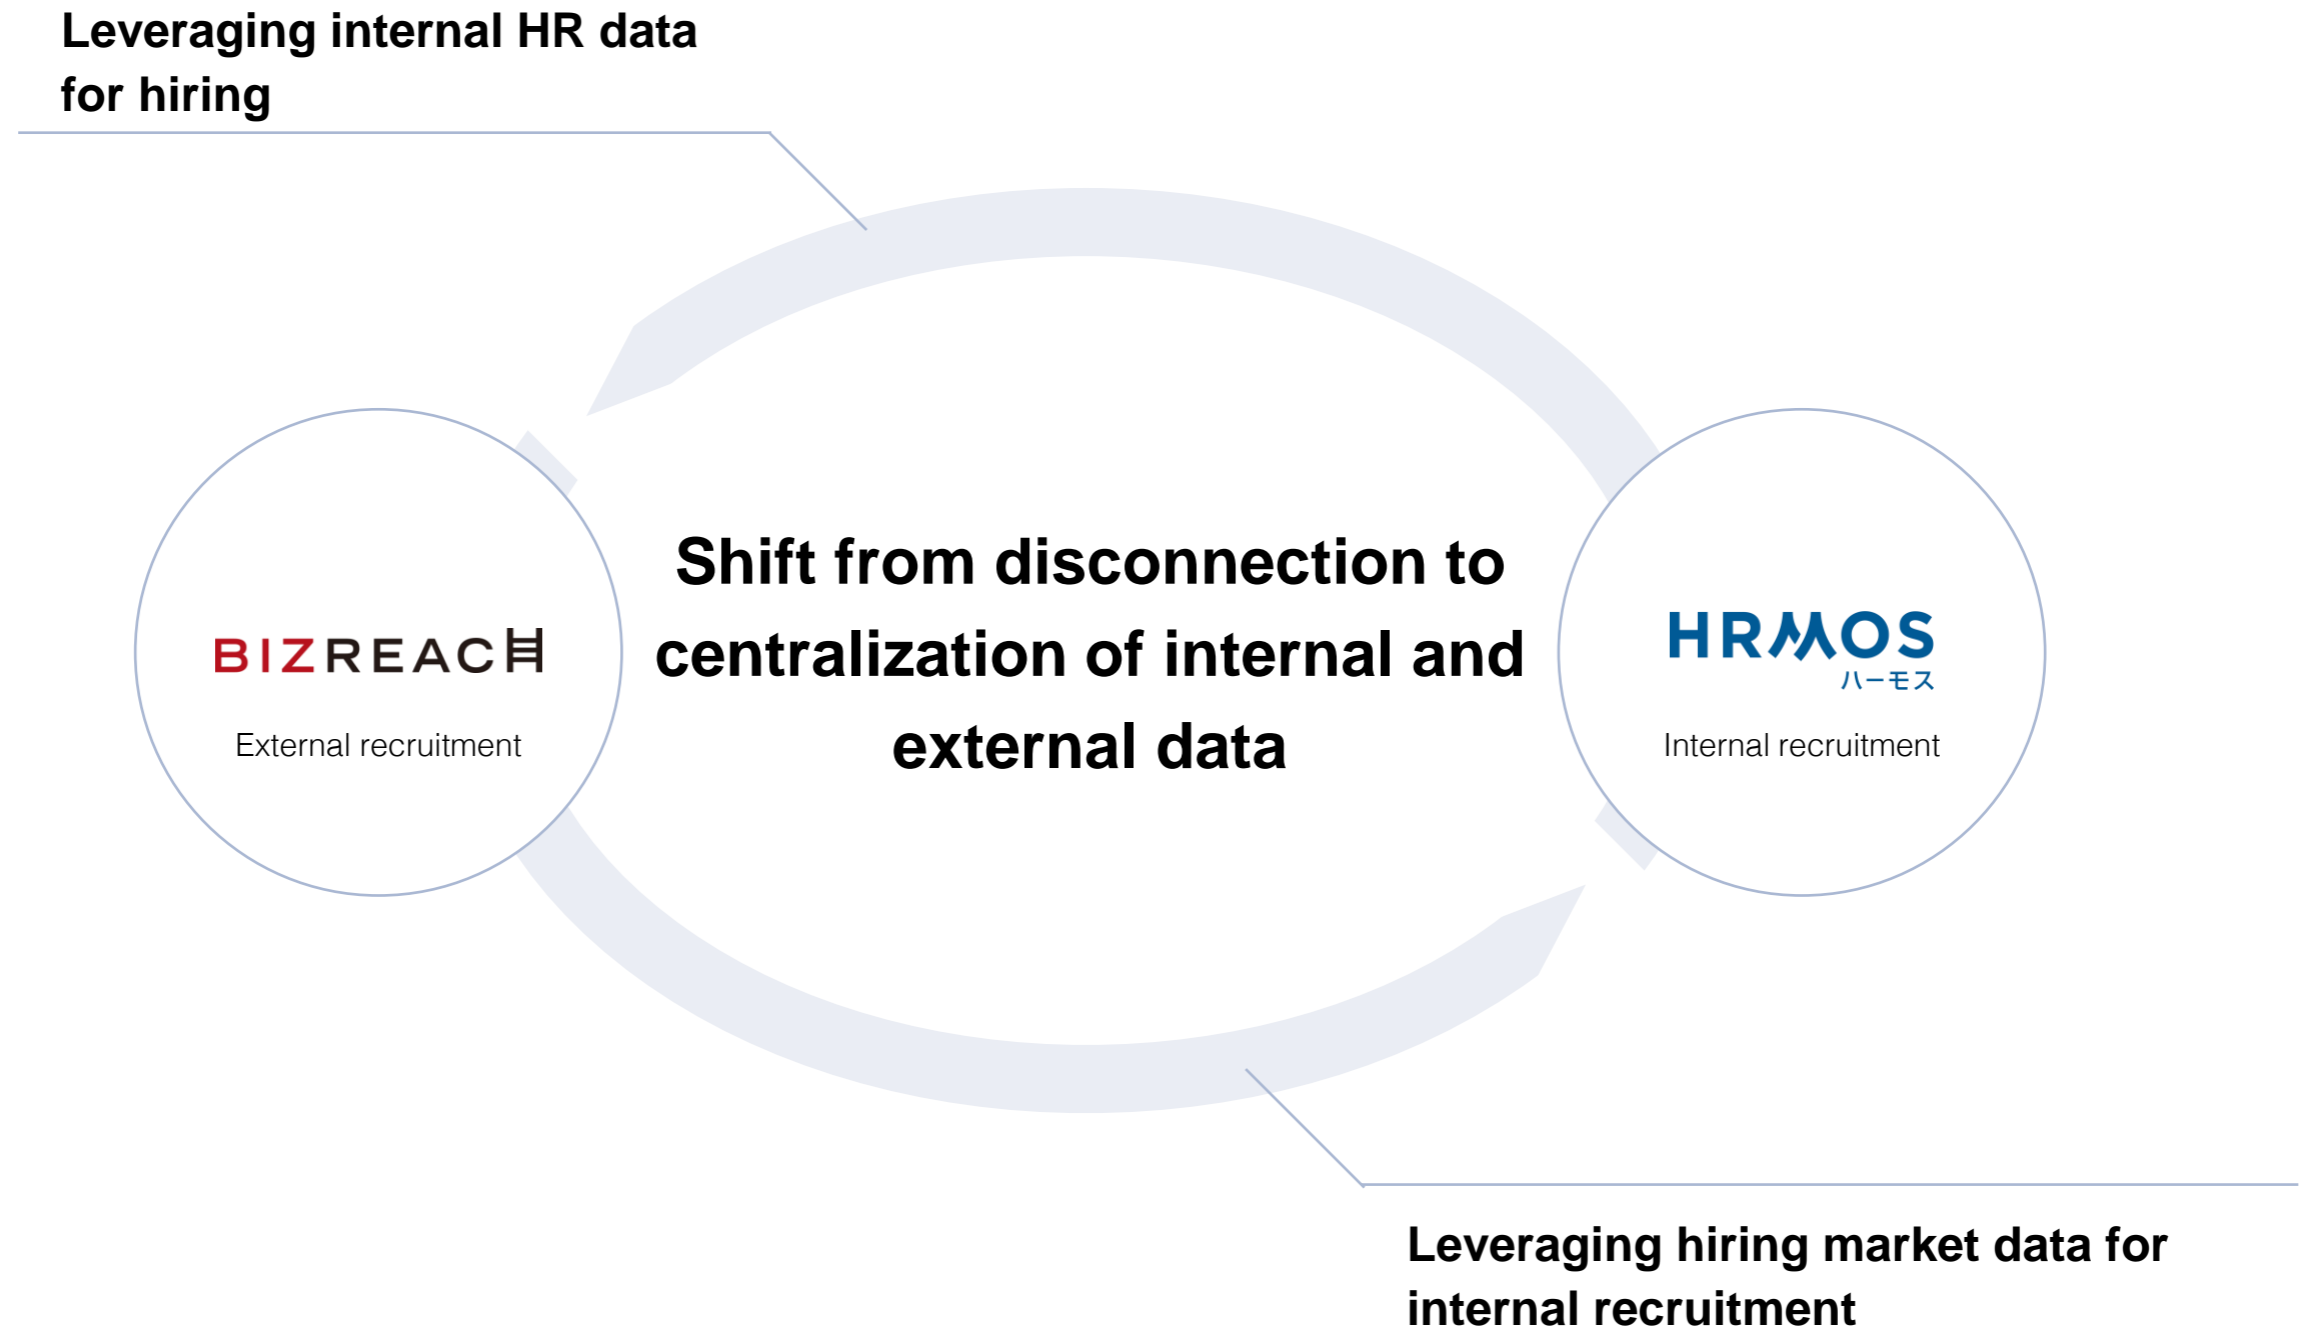 Leveraging internal HR data
for hiring
Shift from disconnection to
centralization of internal and
external data
BIZREACH
External recruitment
HRMOS
ハーモス
Internal recruitment
Leveraging hiring market data for
internal recruitment